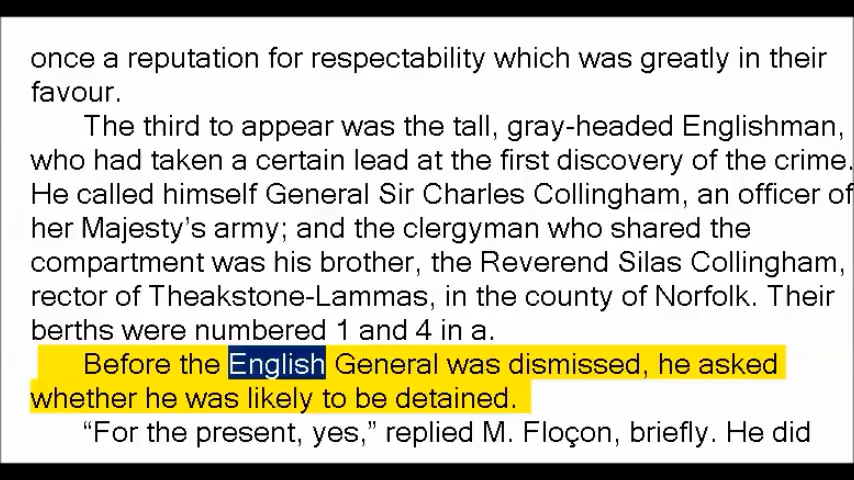 once a reputation for respectability which was greatly in their
favour.
The third to appear was the tall, gray-headed Englishman,
who had taken a certain lead at the first discovery of the crime.
He called himself General Sir Charles Collingham, an officer of
her Majesty’s army; and the clergyman who shared the
compartment was his brother, the Reverend Silas Collingham,
rector of Theakstone-Lammas, in the county of Norfolk. Their
berths were numbered 1 and 4 in a.
Before the English General was dismissed, he asked
whether he was likely to be detained.
“For the present, yes,” replied M. Floçon, briefly. He did